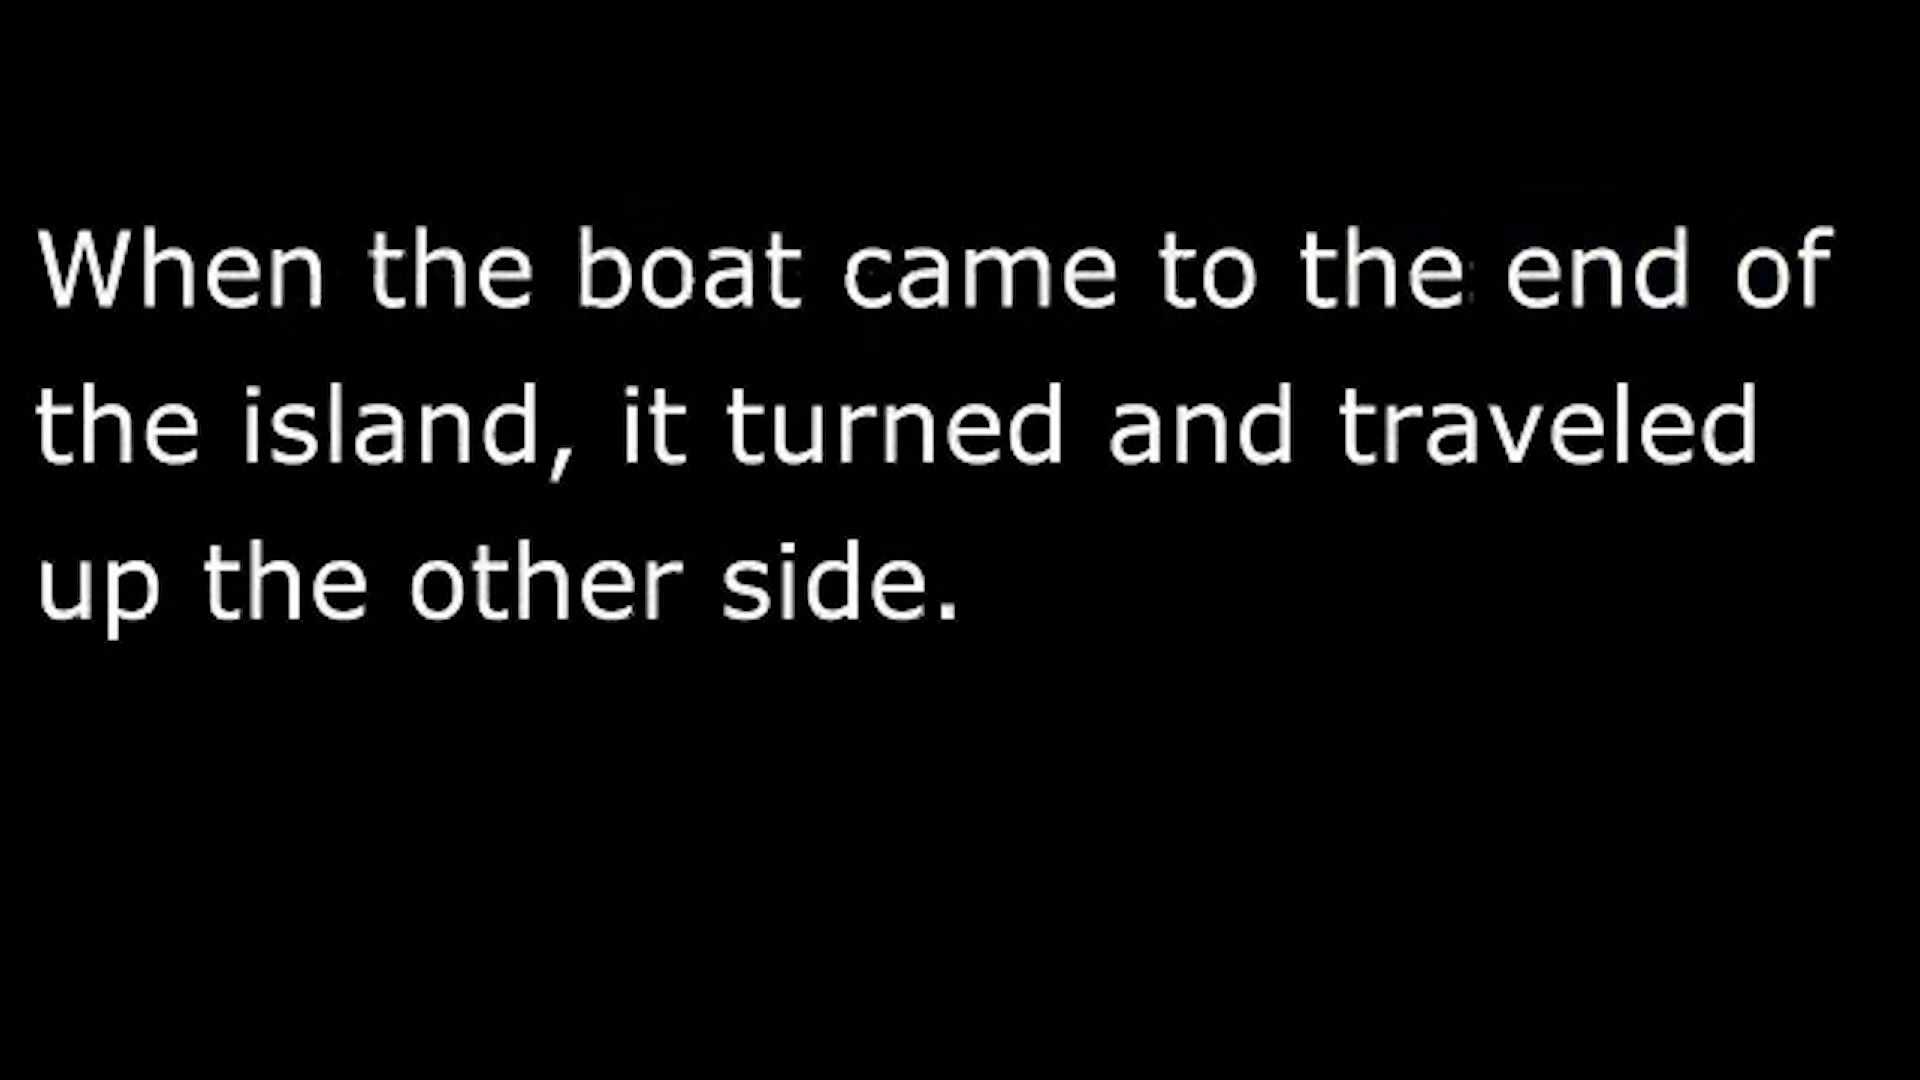 When the boat came to the end of
the island, it turned and traveled
up the other side.